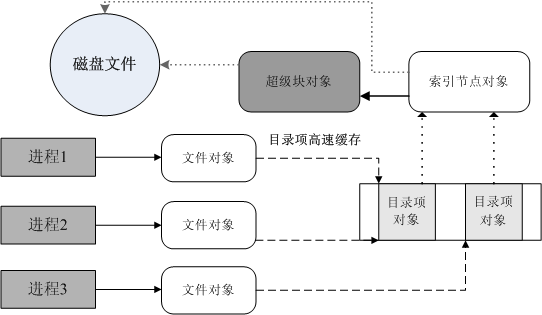 磁盘文件
超级块对象
索引节点对象
目录项高速缓存
进程1
文件对象
目录项
对象
目录项
对象
进程2
文件对象
进程3
文件对象